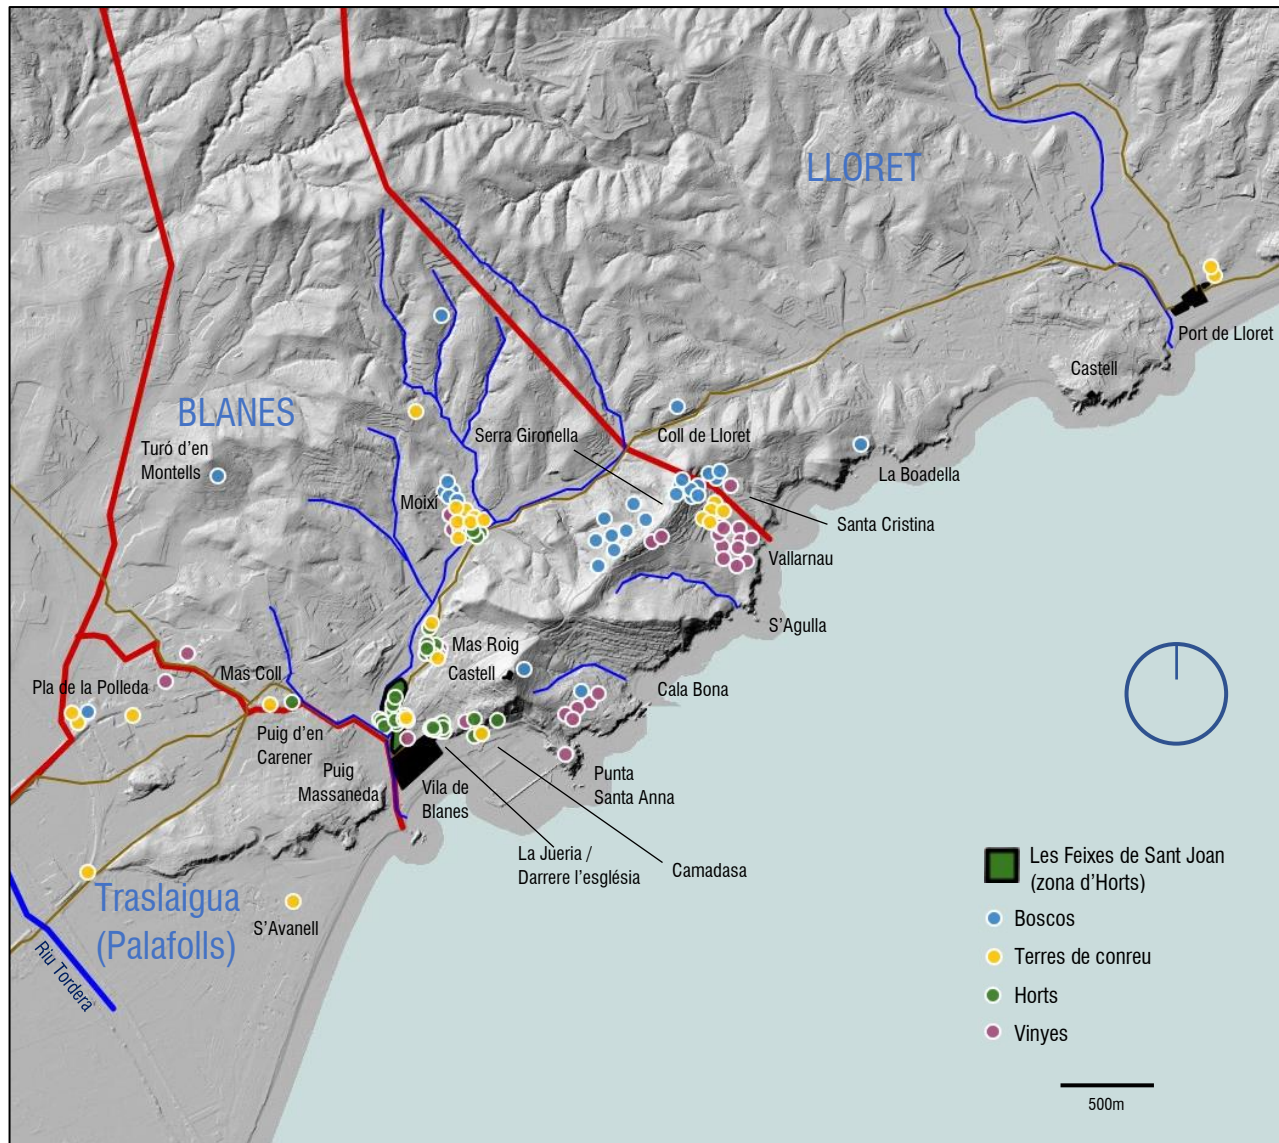 LLORET
Port de Lloret
Castell
BLANES
Turó d'en
Montells
Serra Gironella
Coll de Lloret
La Boadella
Moixí
Santa Cristina
Vallarnau
S'Agulla
Mas Roig
Castell
Mas Coll
Pla de la Polleda
Cala Bona
Puig d'en
Carener
Puig
Massaneda
Vila de
Blanes
Punta
Santa Anna
La Jueria /
Darrere l'església
Camadasa
Traslaigua
(Palafolls)
S'Avanell
Riu Tordera
Les Feixes de Sant Joan
(zona d'Horts)
Boscos
Terres de conreu
Horts
Vinyes
500m